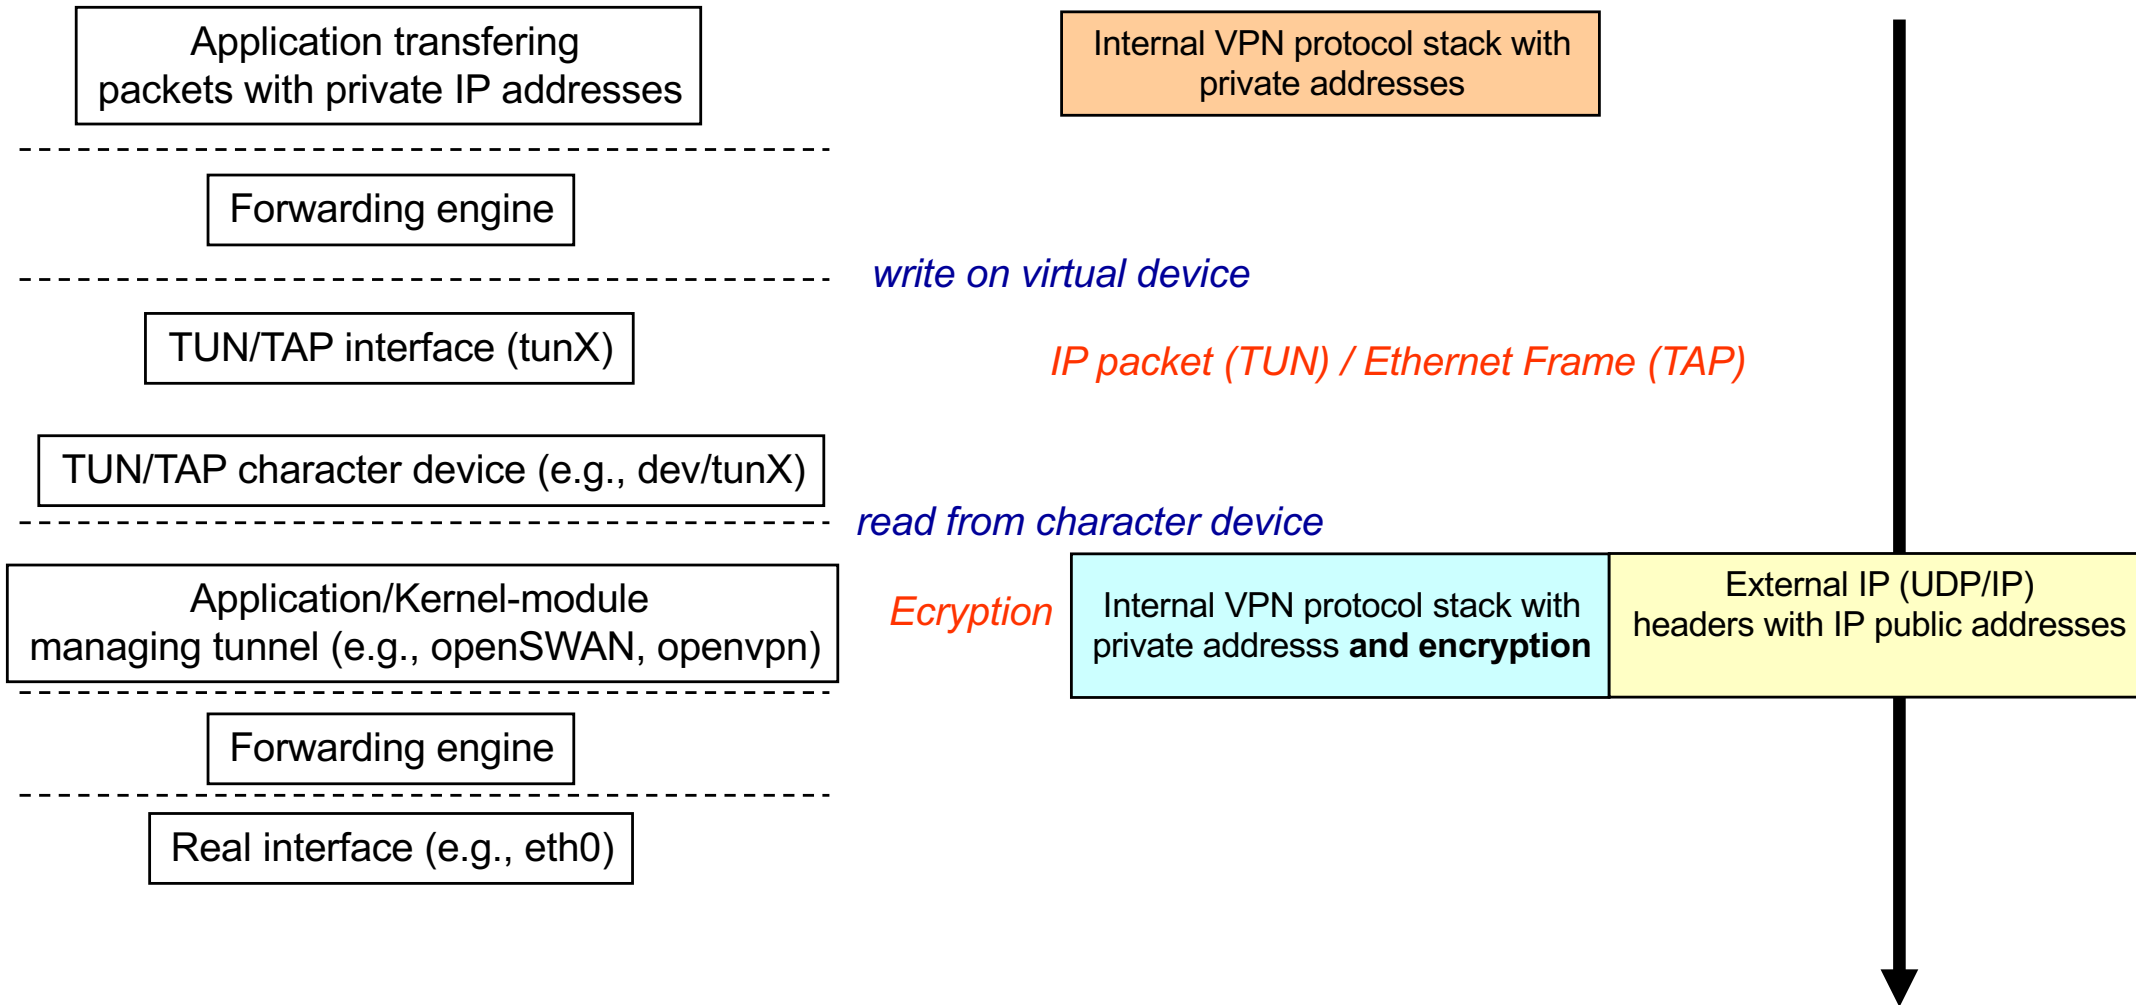 Application transfering
packets with private IP addresses
Internal VPN protocol stack with
private addresses
Forwarding engine
write on virtual device
TUN/TAP interface (tunX)
IP packet (TUN) / Ethernet Frame (TAP)
TUN/TAP character device (e.g., dev/tunX)
read from character device
Application/Kernel-module
managing tunnel (e.g., openSWAN, openvpn)
Ecryption
Internal VPN protocol stack with
private addresss and encryption
External IP (UDP/IP)
headers with IP public addresses
Forwarding engine
Real interface (e.g., eth0)